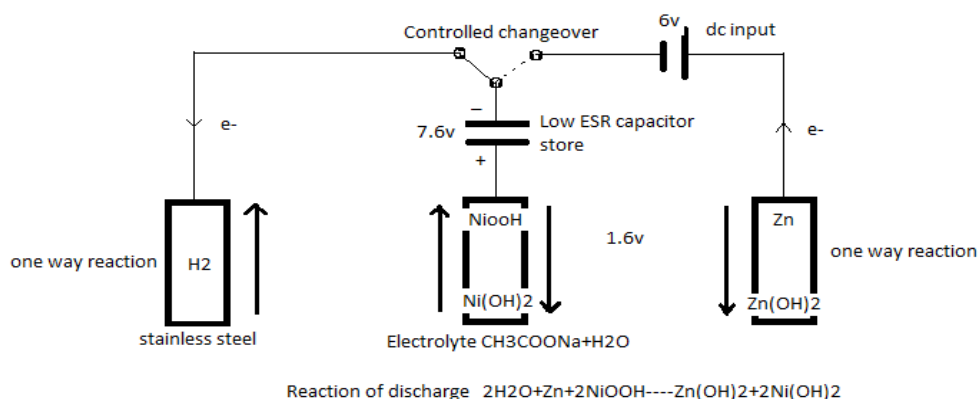 6v
dc input
Controlled changeover
e-
−
7.6v
Low ESR capacitor
store
+
e-
NiooH
Zn
1.6v
one way reaction
H2
one way reaction
Ni(OH)2
Zn(OH)2
stainless steel
Electrolyte CH3COONa+H2O
Reaction of discharge 2H2O+Zn+2NiOOH----Zn(OH)2+2Ni(OH)2